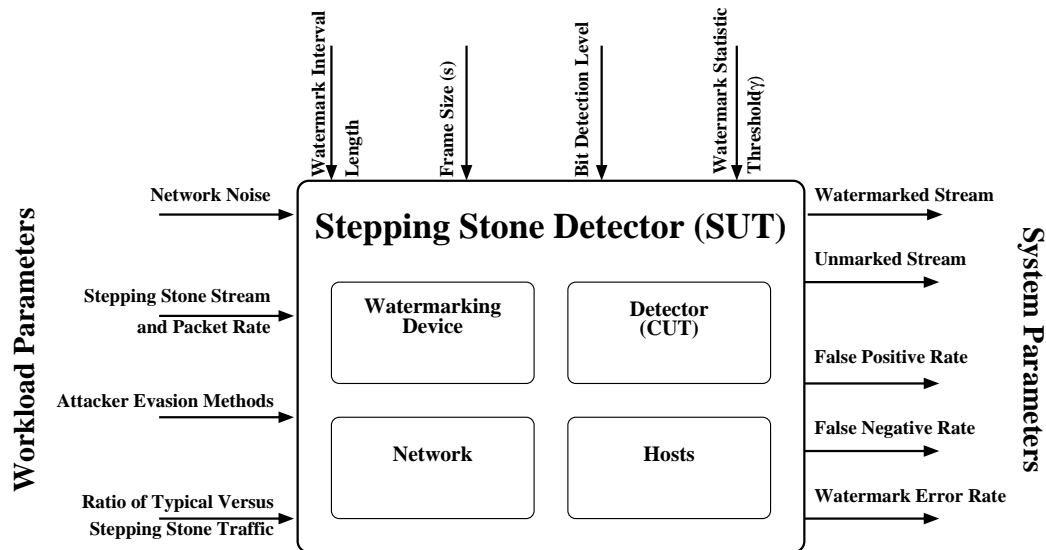 Watermark Interval
Length
Frame Size (s)
Bit Detection Level
Watermark Statistic
Threshold(γ)
Workload Parameters
Network Noise
Stepping Stone Stream
and Packet Rate
Attacker Evasion Methods
Ratio of Typical Versus
Stepping Stone Traffic
Stepping Stone Detector (SUT)
Watermarking
Device
Detector
(CUT)
Network
Hosts
Watermarked Stream
Unmarked Stream
False Positive Rate
False Negative Rate
Watermark Error Rate
System Parameters